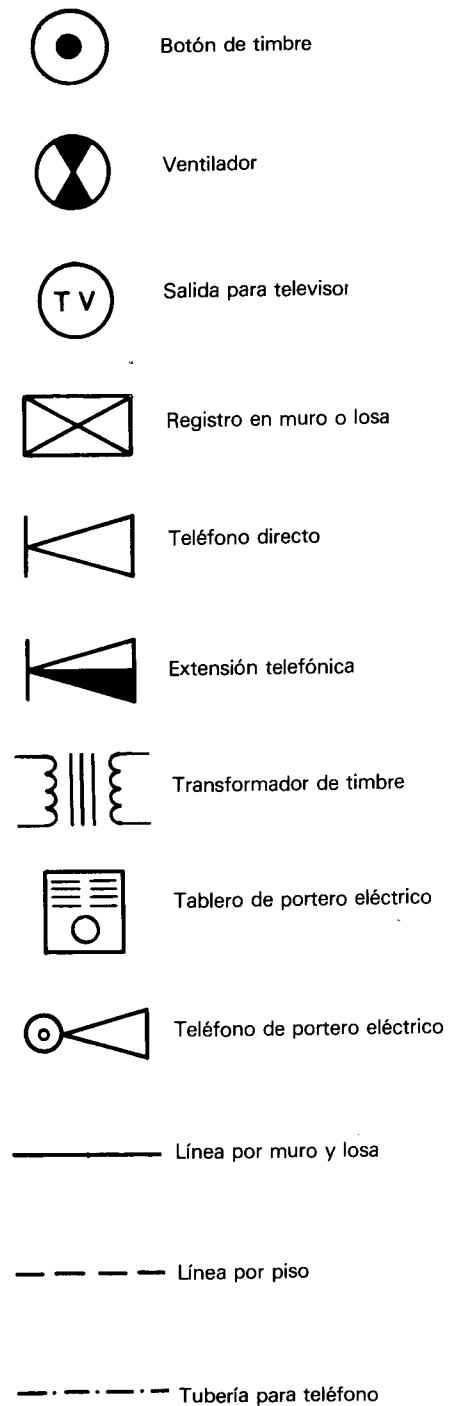 Botón de timbre
Ventilador
TV
Salida para televisor
Registro en muro o losa
Teléfono directo
Extensión telefónica
Transformador de timbre
Tablero de portero eléctrico
Teléfono de portero eléctrico
Línea por muro y losa
Línea por piso
Tubería para teléfono